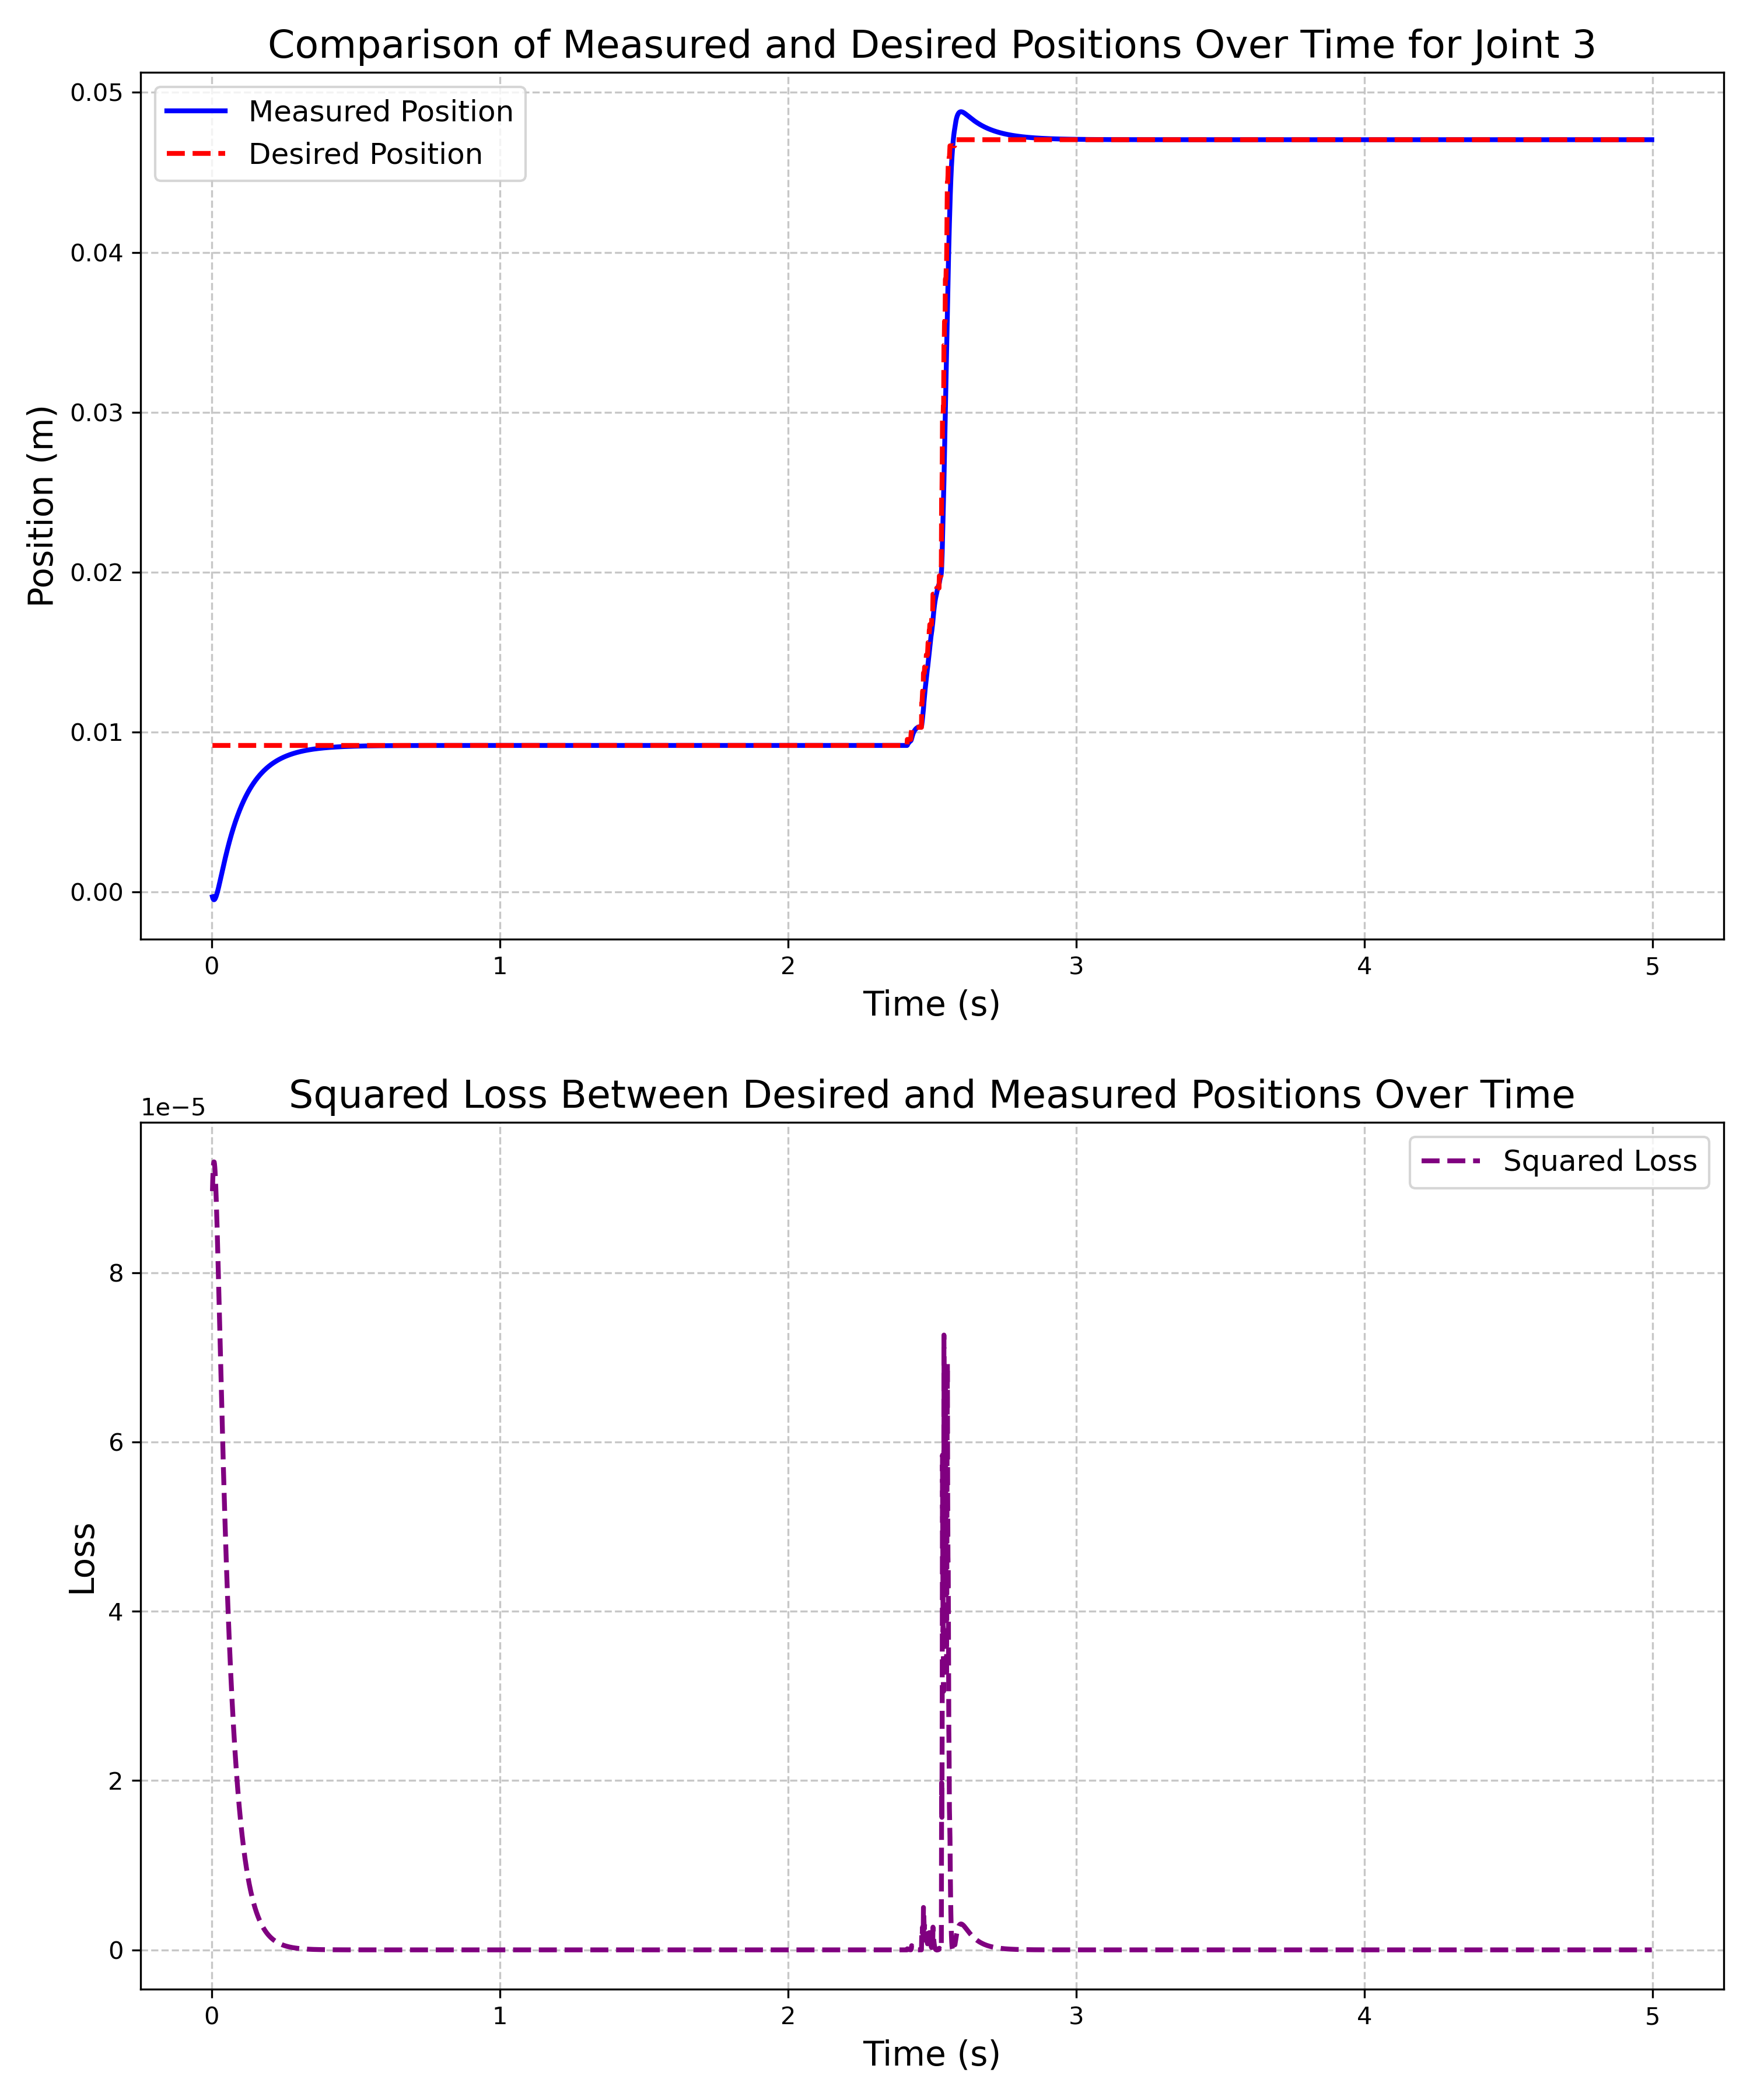 Comparison of Measured and Desired Positions Over Time for Joint 3
Measured Position
Desired Position
Position (m)
0.05
0.04
0.03
0.02
0.01
0.00
0 1 2 3 4 5
Time (s)
Squared Loss Between Desired and Measured Positions Over Time
1e−5
Squared Loss
Loss
8
6
4
2
0
0 1 2 3 4 5
Time (s)